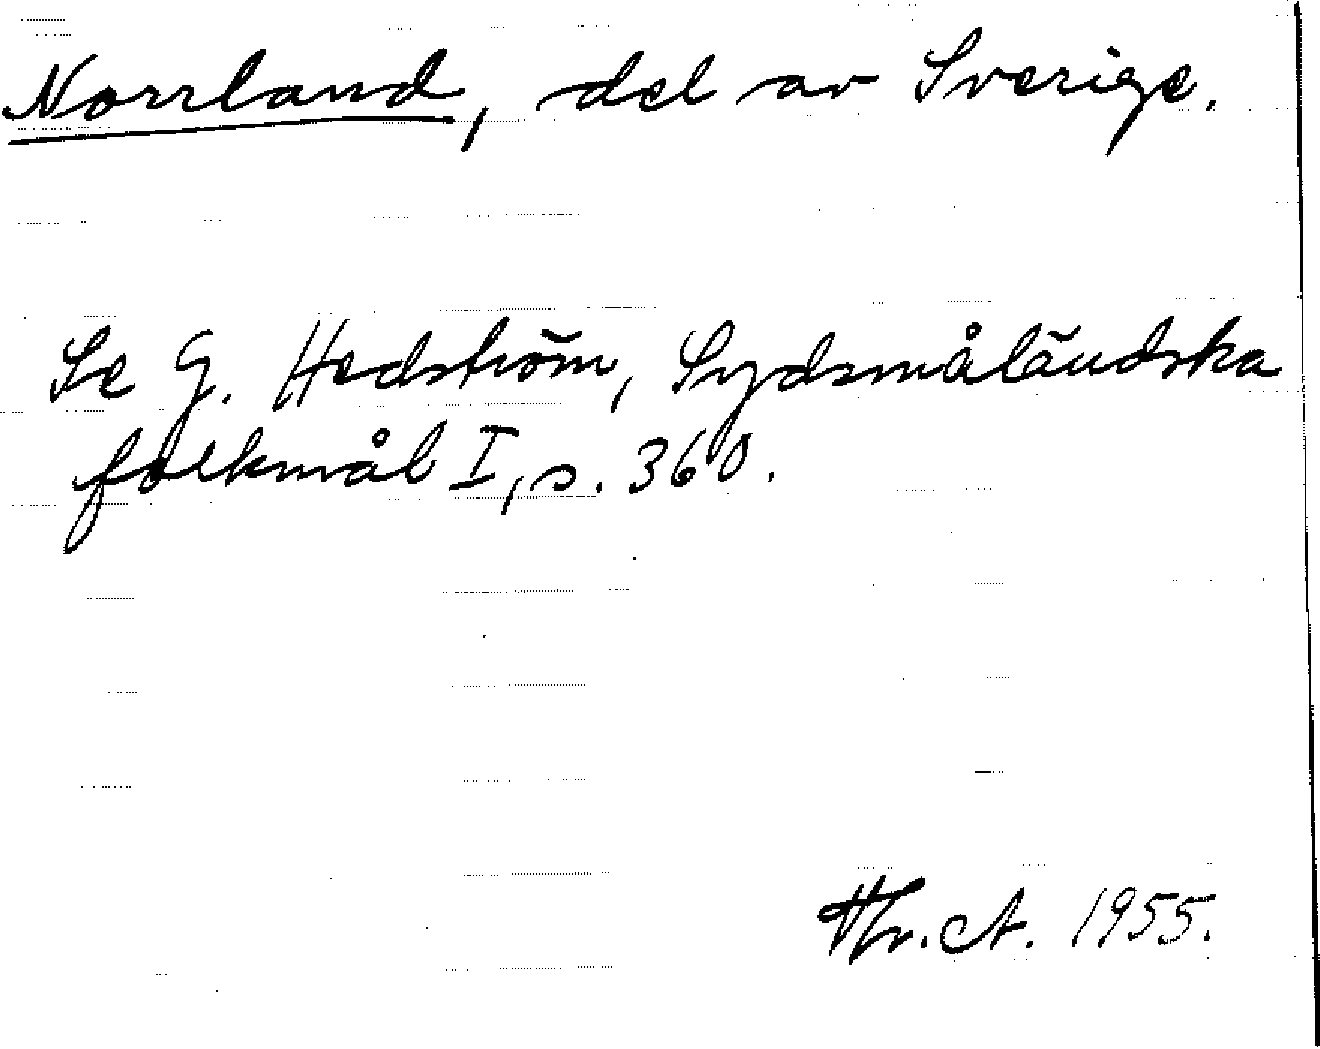 Norrland, del av Sverige.
Se G. Hedström, Sydsmåländska
folkmål I, s. 360.
Hr. A. 1955.